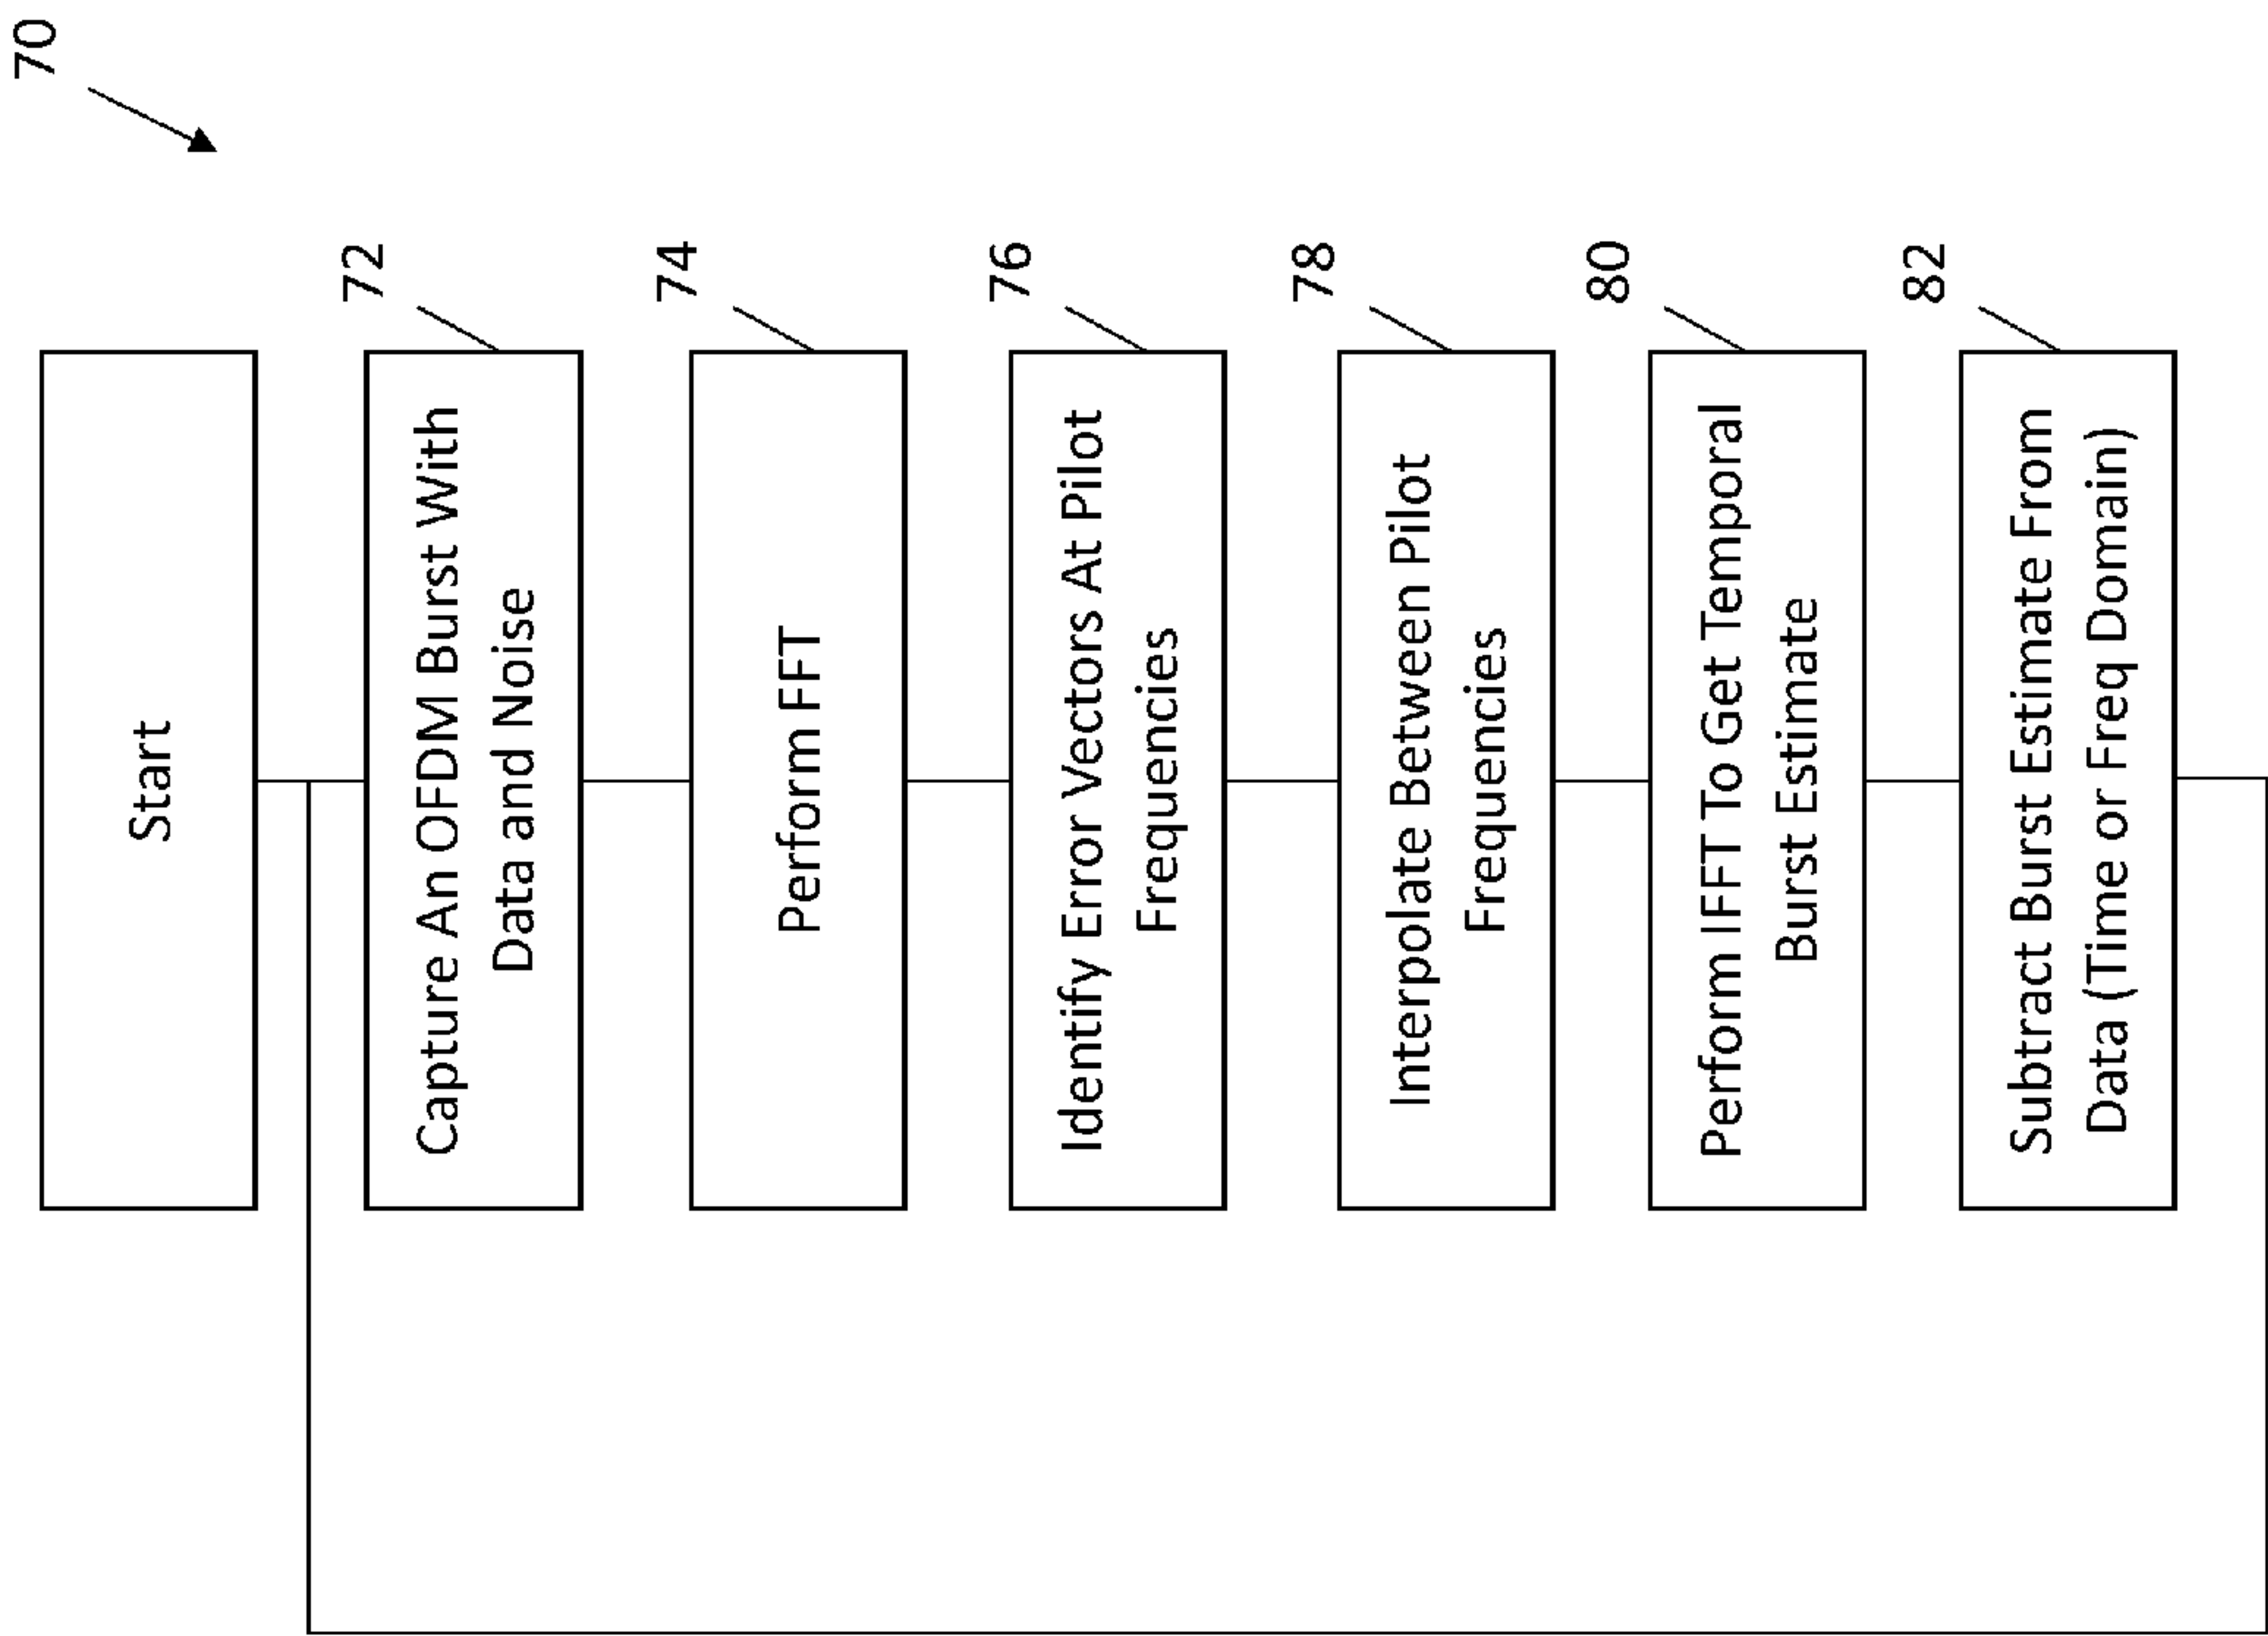 70
Start
72
Capture An OFDM Burst With
Data and Noise
74
Perform FFT
76
Identify Error Vectors At Pilot
Frequencies
78
Interpolate Between Pilot
Frequencies
80
Perform IFFT To Get Temporal
Burst Estimate
82
Subtract Burst Estimate From
Data (Time or Freq Domain)